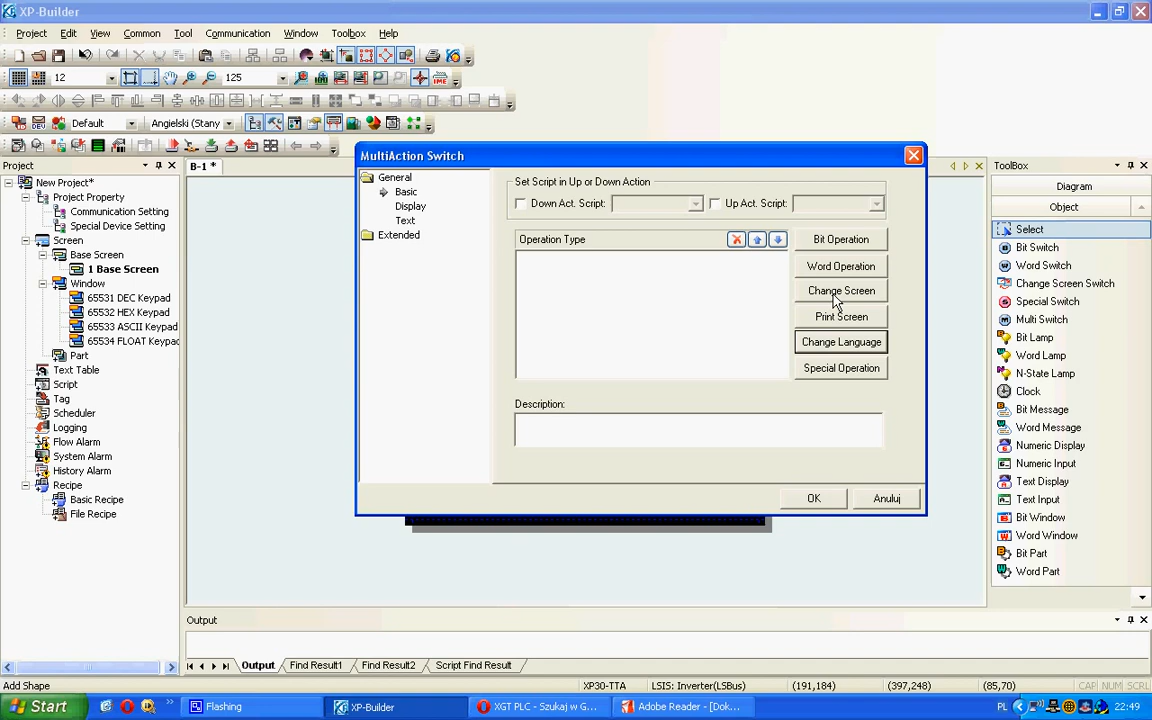 XP-Builder
Project Edit View Common Tool Communication Window Toolbox Help
12 125
Default Angielski (Stany
Project
B-1 *
ToolBox
New Project*
Project Property
Communication Setting
Special Device Setting
Screen
Base Screen
1 Base Screen
Window
65531 DEC Keypad
65532 HEX Keypad
65533 ASCII Keypad
65534 FLOAT Keypad
Part
Text Table
Script
Tag
Scheduler
Logging
Flow Alarm
System Alarm
History Alarm
Recipe
Basic Recipe
File Recipe
MultiAction Switch
General
Basic
Display
Text
Extended
Set Script in Up or Down Action
Down Act. Script: Up Act. Script:
Operation Type
Bit Operation
Word Operation
Change Screen
Print Screen
Change Language
Special Operation
Description:
OK Anuluj
Diagram
Object
Select
Bit Switch
Word Switch
Change Screen Switch
Special Switch
Multi Switch
Bit Lamp
Word Lamp
N-State Lamp
Clock
Bit Message
Word Message
Numeric Display
Numeric Input
Text Display
Text Input
Bit Window
Word Window
Bit Part
Word Part
Output
Output Find Result1 Find Result2 Script Find Result
Add Shape XP30-TTA LSIS: Inverter(LSBus) (191,184) (397,248) (85,70) CAP NUM SCRL
Start Flashing XP-Builder XGT PLC - Szukaj w G... Adobe Reader - [Dok... PL 22:49